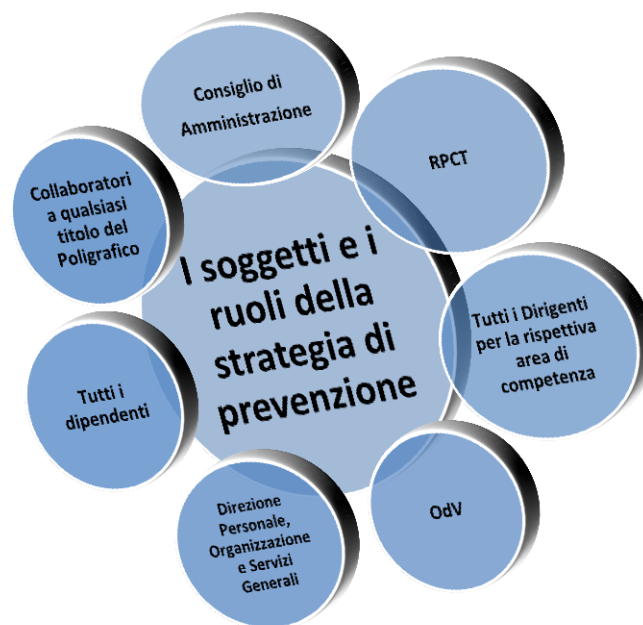 Consiglio di
Amministrazione
RPCT
Tutti i Dirigenti
per la rispettiva
area di
competenza
OdV
Direzione
Personale,
Organizzazione
e Servizi
Generali
Tutti i
dipendenti
Collaboratori
a qualsiasi
titolo del
Poligrafico
I soggetti e i
ruoli della
strategia di
prevenzione